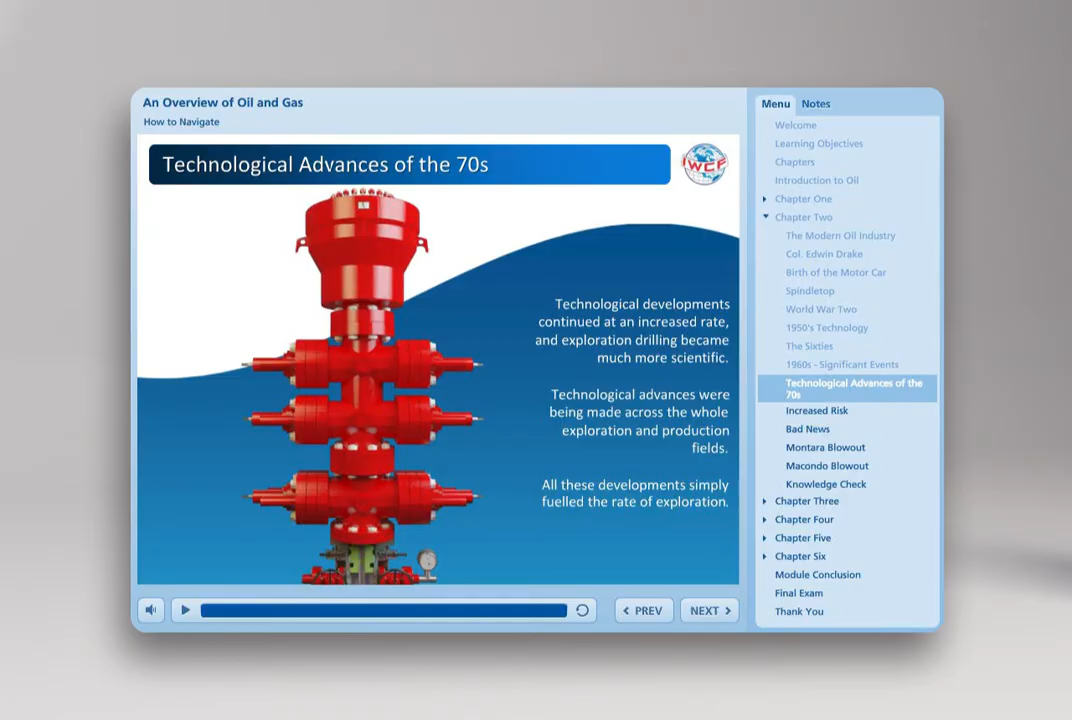 An Overview of Oil and Gas
How to Navigate
Technological Advances of the 70s
IWCF
Technological developments
continued at an increased rate,
and exploration drilling became
much more scientific.
Technological advances were
being made across the whole
exploration and production
fields.
All these developments simply
fuelled the rate of exploration.
PREV
NEXT
Menu
Notes
Welcome
Learning Objectives
Chapters
Introduction to Oil
Chapter One
Chapter Two
The Modern Oil Industry
Col. Edwin Drake
Birth of the Motor Car
Spindletop
World War Two
1950's Technology
The Sixties
1960s - Significant Events
Technological Advances of the
70s
Increased Risk
Bad News
Montara Blowout
Macondo Blowout
Knowledge Check
Chapter Three
Chapter Four
Chapter Five
Chapter Six
Module Conclusion
Final Exam
Thank You